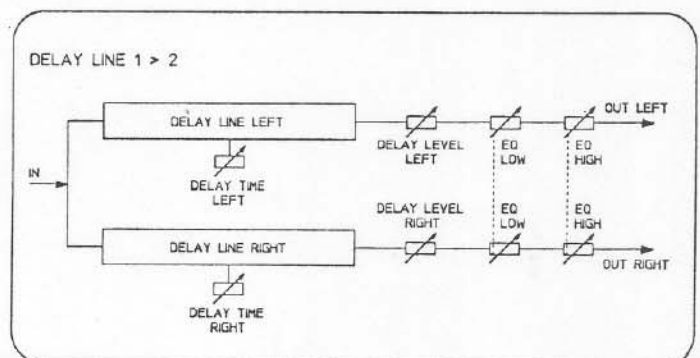 DELAY LINE 1 > 2
OUT LEFT
DELAY LINE LEFT
DELAY LEVEL
LEFT
EQ
LOW
EQ
HIGH
IN
DELAY TIME
LEFT
DELAY LEVEL
RIGHT
EQ
LOW
EQ
HIGH
DELAY LINE RIGHT
OUT RIGHT
DELAY TIME
RIGHT